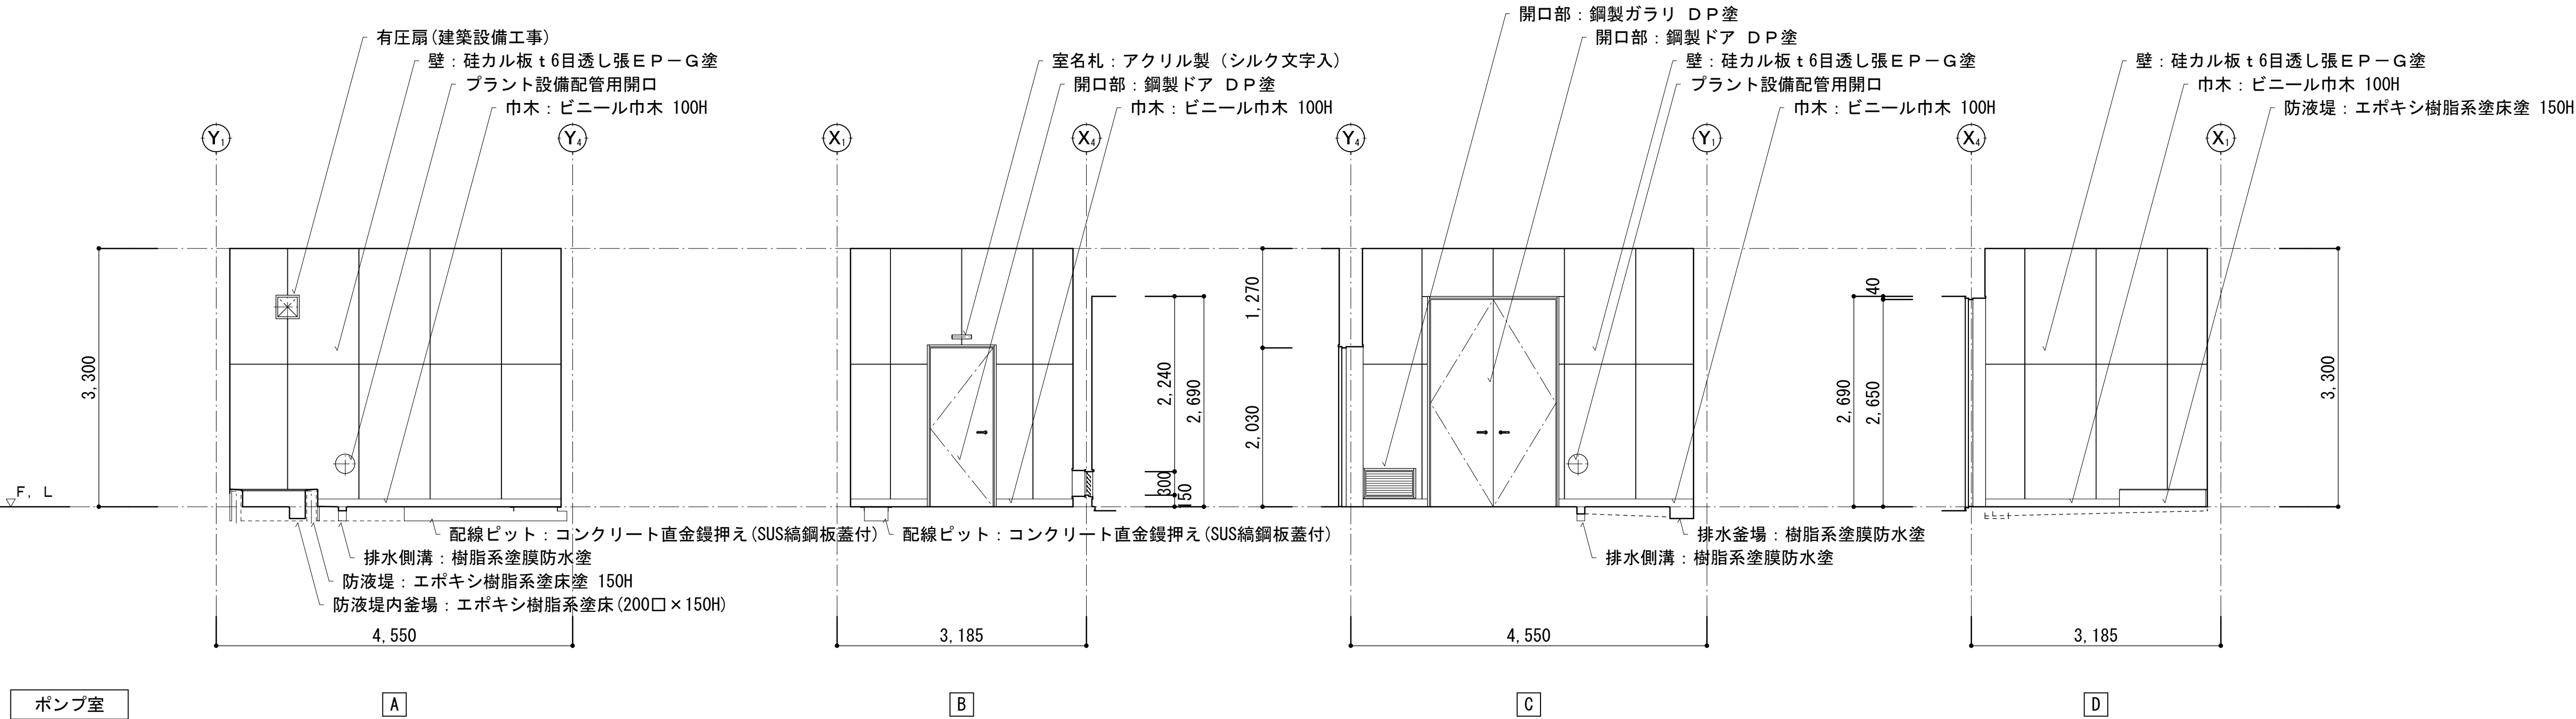 有圧扇(建築設備工事)
壁：硅カル板ｔ6目透し張ＥＰ－Ｇ塗
プラント設備配管用開口
巾木：ビニール巾木 100H
Y1
Y4
3,300
F.L
配線ピット：コンクリート直金鏝押え(SUS縞鋼板蓋付)
排水側溝：樹脂系塗膜防水塗
防液堤：エポキシ樹脂系塗床塗 150H
防液堤内釜場：エポキシ樹脂系塗床(200□×150H)
4,550
A
室名札：アクリル製（シルク文字入）
開口部：鋼製ドア ＤＰ塗
巾木：ビニール巾木 100H
X1
X4
2,240
2,690
300
150
配線ピット：コンクリート直金鏝押え(SUS縞鋼板蓋付)
3,185
B
開口部：鋼製ガラリ ＤＰ塗
開口部：鋼製ドア ＤＰ塗
壁：硅カル板ｔ6目透し張ＥＰ－Ｇ塗
プラント設備配管用開口
巾木：ビニール巾木 100H
Y4
Y1
1,270
2,030
排水釜場：樹脂系塗膜防水塗
排水側溝：樹脂系塗膜防水塗
4,550
C
壁：硅カル板ｔ6目透し張ＥＰ－Ｇ塗
巾木：ビニール巾木 100H
防液堤：エポキシ樹脂系塗床塗 150H
X4
X1
40
2,690
2,650
3,300
3,185
D
ポンプ室